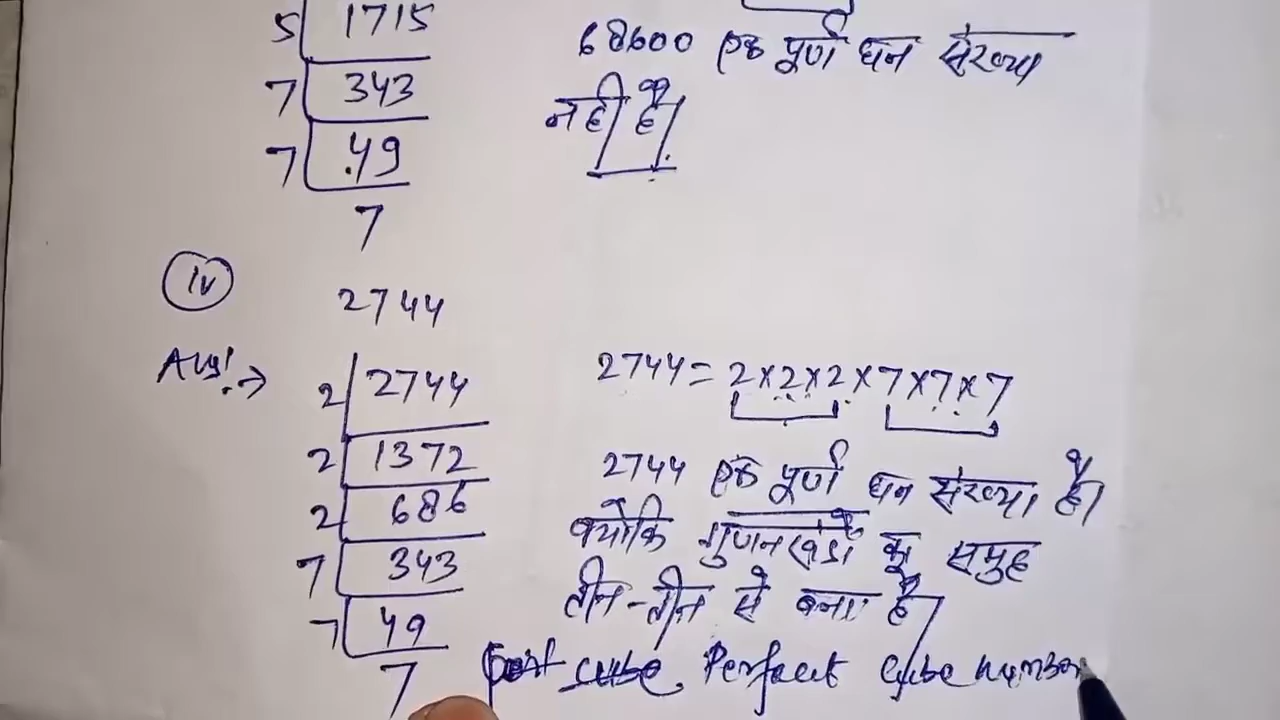 5 | 1715
7 | 343
7 | 49
7
68600 एक पूर्ण घन संख्या
नही है।
iv
2744
Ans! →
2 | 2744
2 | 1372
2 | 686
7 | 343
7 | 49
7
2744 = 2×2×2×7×7×7
2744 एक पूर्ण घन संख्या है।
क्योकि गुणनखंडों का समुह
तीन-तीन से बना है।
cube Perfect cube number